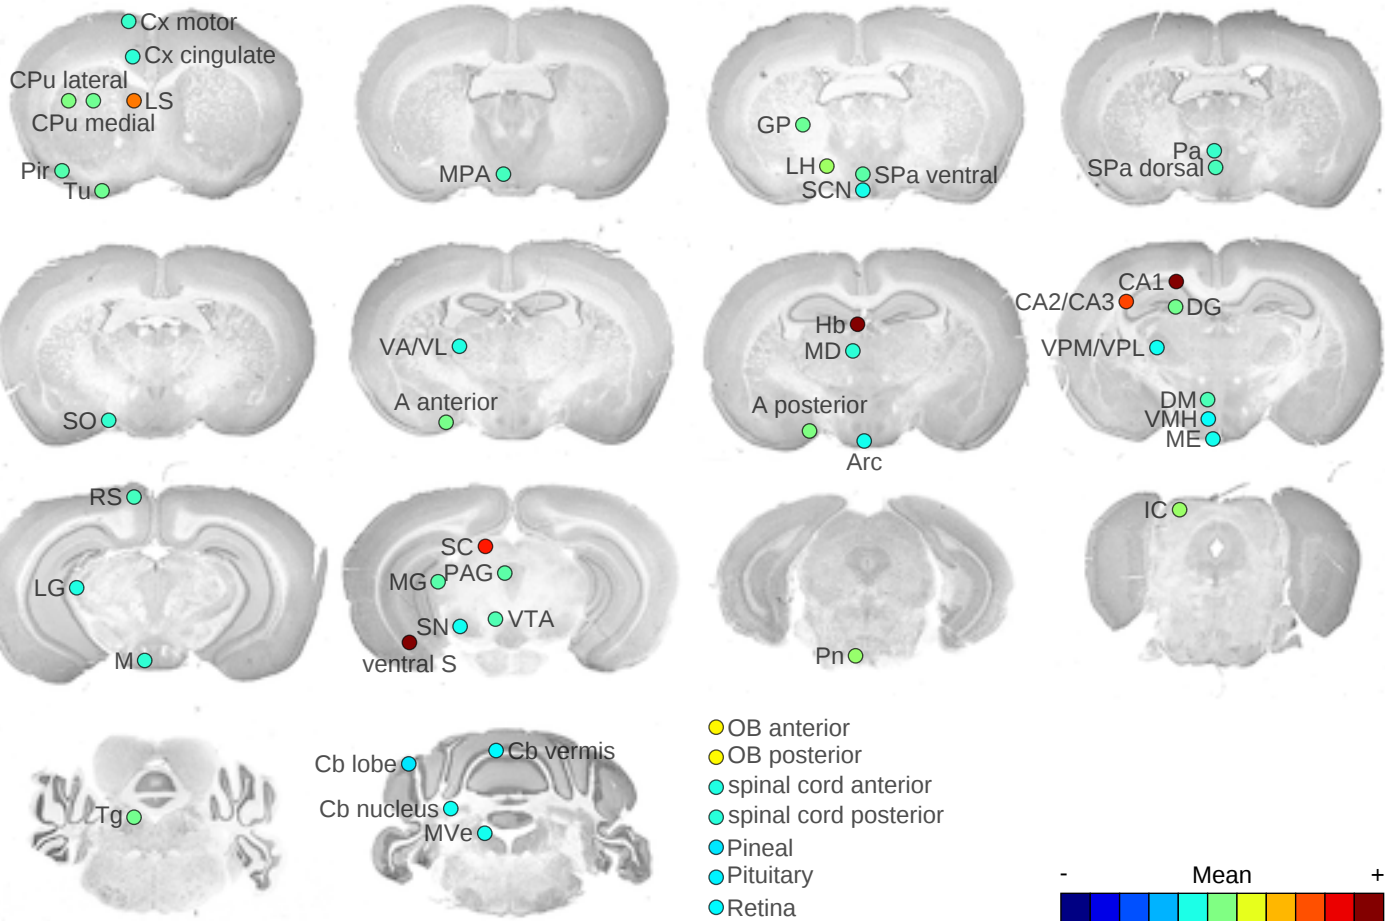 Cx motor
Cx cingulate
CPu lateral
LS
CPu medial
Pir
Tu
MPA
GP
LH
SPa ventral
SCN
Pa
SPa dorsal
SO
VA/VL
A anterior
Hb
MD
A posterior
Arc
CA1
CA2/CA3
DG
VPM/VPL
DM
VMH
ME
RS
LG
M
SC
PAG
MG
SN
VTA
ventral S
Pn
IC
Tg
Cb lobe
Cb vermis
Cb nucleus
MVe
OB anterior
OB posterior
spinal cord anterior
spinal cord posterior
Pineal
Pituitary
Retina
- Mean +